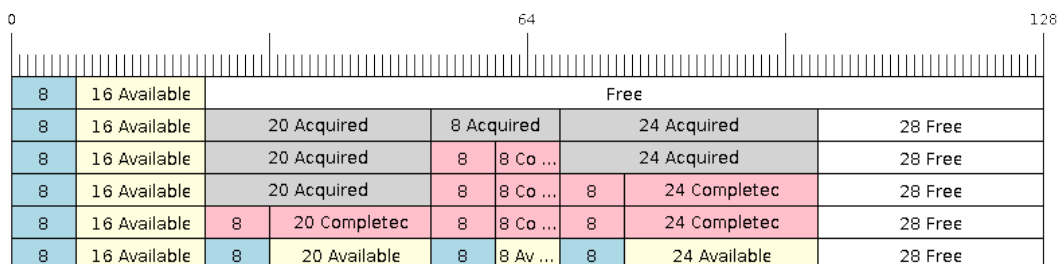 0 64 128
8 16 Available Free
8 16 Available 20 Acquired 8 Acquired 24 Acquired 28 Free
8 16 Available 20 Acquired 8 8 Co ... 24 Acquired 28 Free
8 16 Available 20 Acquired 8 8 Co ... 8 24 Completec 28 Free
8 16 Available 8 20 Completec 8 8 Co ... 8 24 Completec 28 Free
8 16 Available 8 20 Available 8 8 Av ... 8 24 Available 28 Free